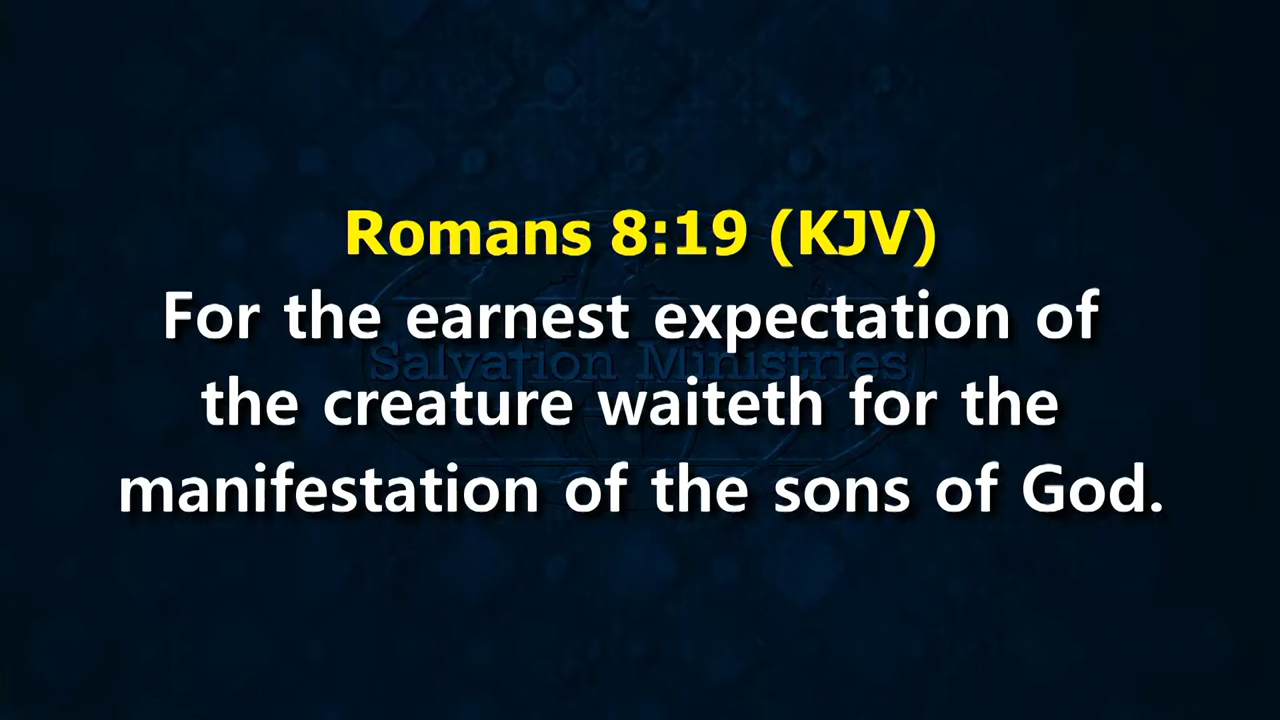 Romans 8:19 (KJV)
For the earnest expectation of
Salvation Ministries
the creature waiteth for the
manifestation of the sons of God.